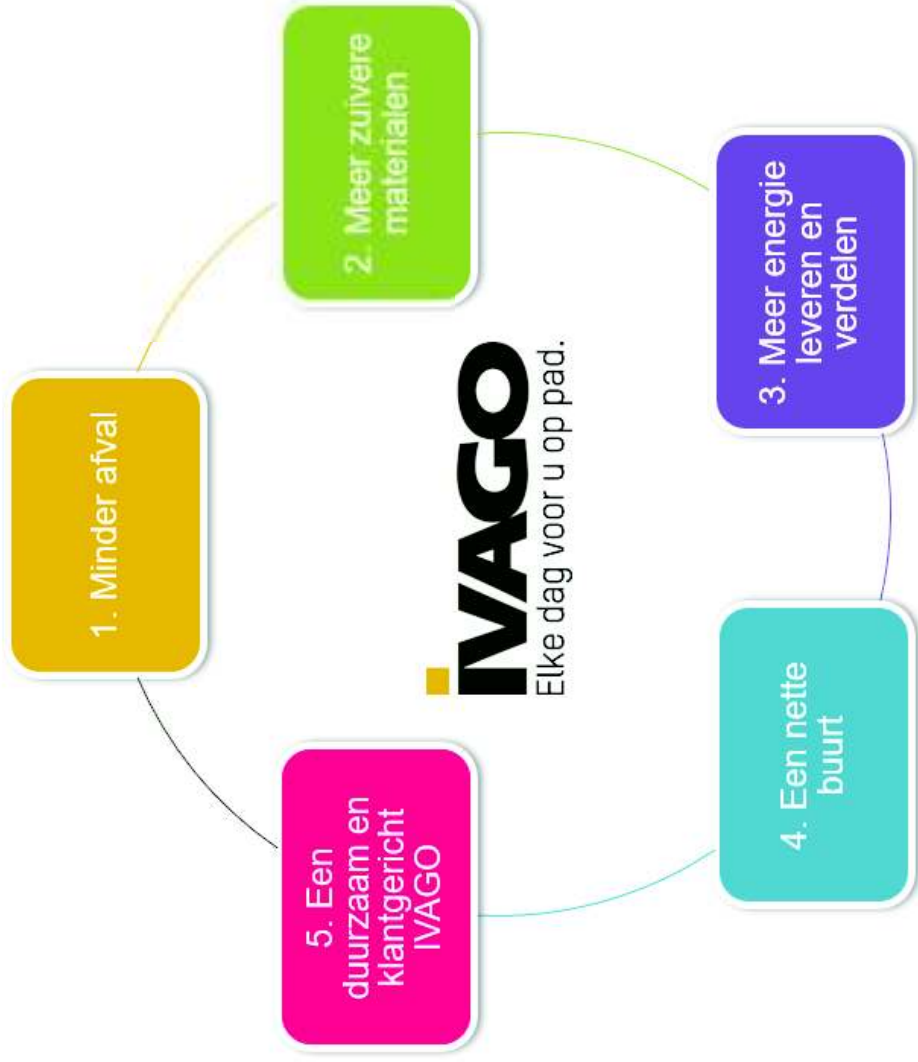 1. Minder afval
2. Meer zuivere
materialen
3. Meer energie
leveren en
verdelen
4. Een nette
buurt
5. Een
duurzaam en
klantgericht
IVAGO
IVAGO
Elke dag voor u op pad.